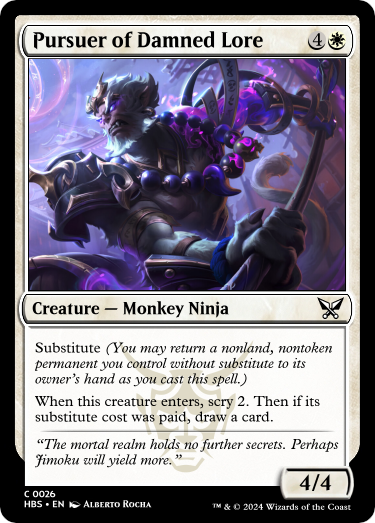 Pursuer of Damned Lore 4
Creature — Monkey Ninja
Substitute (You may return a nonland, nontoken
permanent you control without substitute to its
owner's hand as you cast this spell.)
When this creature enters, scry 2. Then if its
substitute cost was paid, draw a card.
"The mortal realm holds no further secrets. Perhaps
Jimoku will yield more."
4/4
C 0026
HBS • EN Alberto Rocha
™ & © 2024 Wizards of the Coast